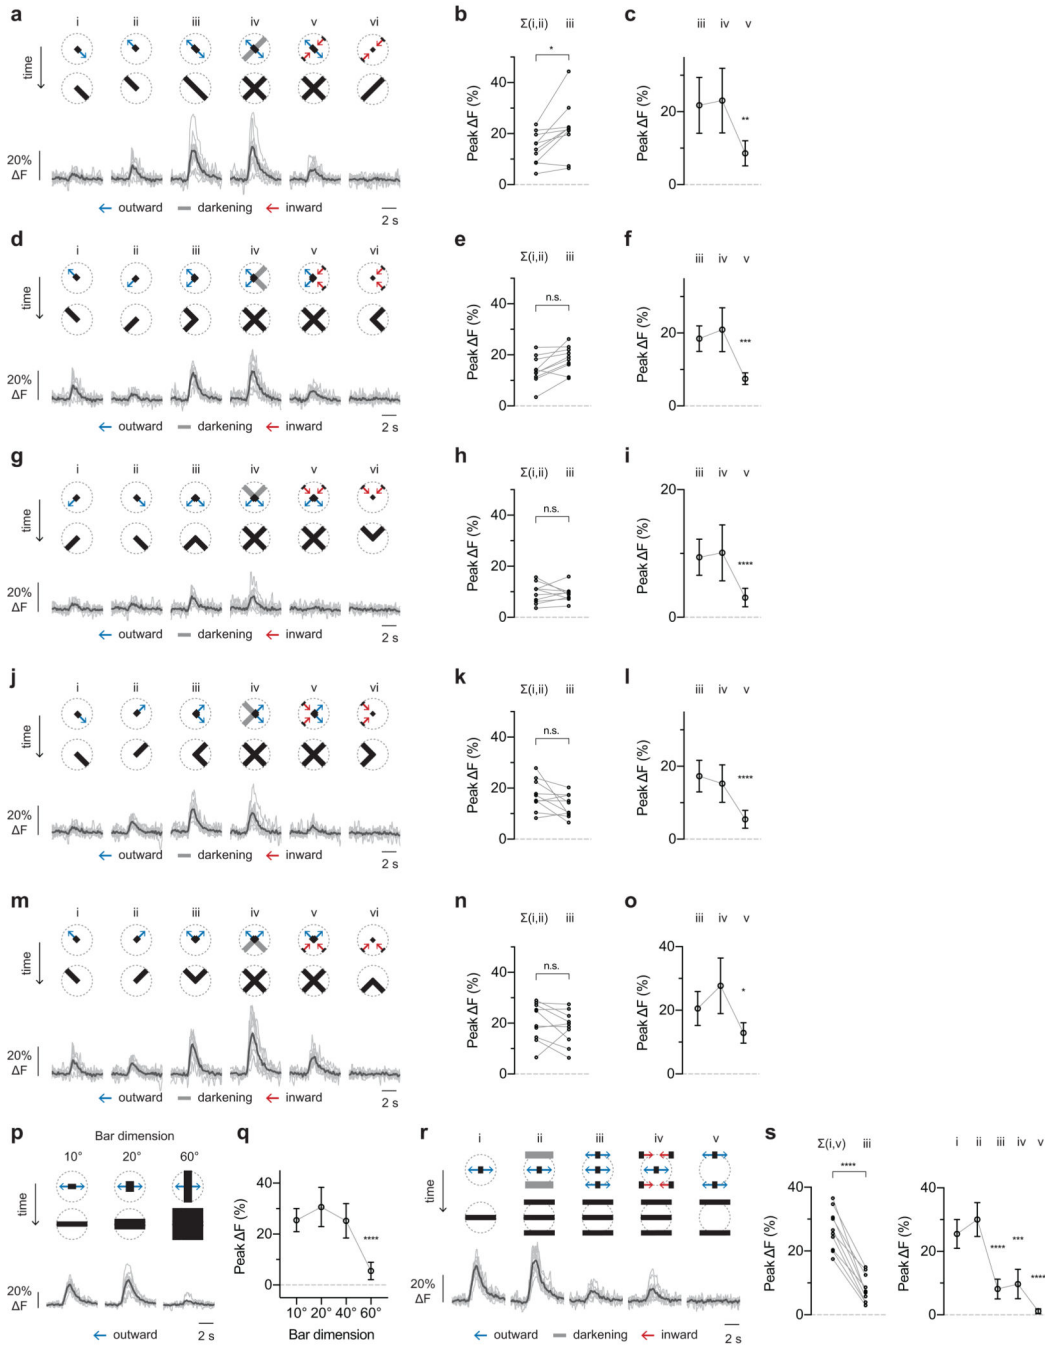 a
b
c
i ii iii iv v vi
Σ(i,ii) iii
iii iv v
time
Peak ΔF (%)
40
20
0
*
Peak ΔF (%)
20
0
**
20%
ΔF
outward darkening inward
2 s
d
e
f
i ii iii iv v vi
Σ(i,ii) iii
iii iv v
time
Peak ΔF (%)
40
20
0
n.s.
Peak ΔF (%)
20
0
***
20%
ΔF
outward darkening inward
2 s
g
h
i
i ii iii iv v vi
Σ(i,ii) iii
iii iv v
time
Peak ΔF (%)
40
20
0
n.s.
Peak ΔF (%)
20
10
0
****
20%
ΔF
outward darkening inward
2 s
j
k
l
i ii iii iv v vi
Σ(i,ii) iii
iii iv v
time
Peak ΔF (%)
40
20
0
n.s.
Peak ΔF (%)
20
0
****
20%
ΔF
outward darkening inward
2 s
m
n
o
i ii iii iv v vi
Σ(i,ii) iii
iii iv v
time
Peak ΔF (%)
40
20
0
n.s.
Peak ΔF (%)
40
20
0
*
20%
ΔF
outward darkening inward
2 s
p
Bar dimension
10° 20° 60°
time
20%
ΔF
outward
2 s
q
Peak ΔF (%)
40
20
0
****
10° 20° 40° 60°
Bar dimension
r
i ii iii iv v
time
20%
ΔF
outward darkening inward
2 s
s
Σ(i,v) iii
****
Peak ΔF (%)
40
20
0
i ii iii iv v
Peak ΔF (%)
40
20
0
**** *** ****